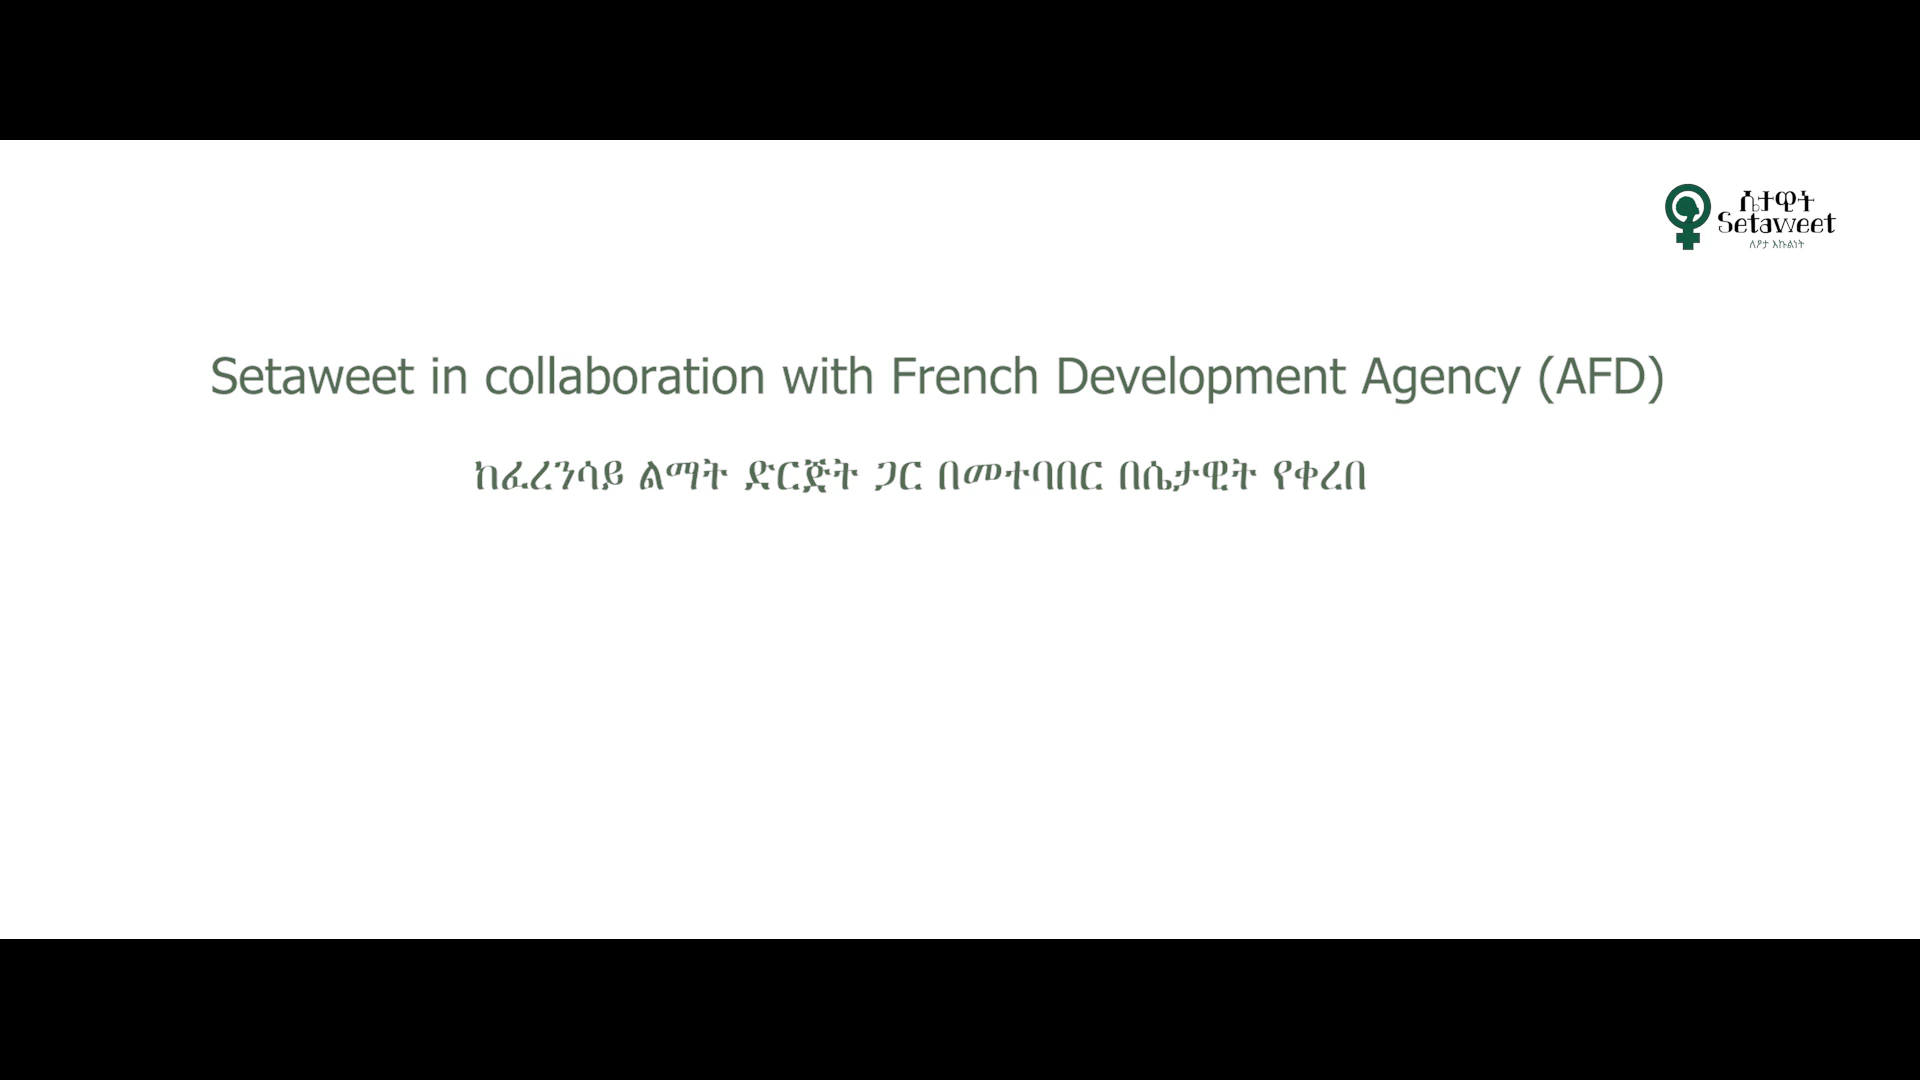 ሴታዊት
Setaweet
ለፆታ እኩልነት
Setaweet in collaboration with French Development Agency (AFD)
ከፈረንሳይ ልማት ድርጅት ጋር በመተባበር በሴታዊት የቀረበ